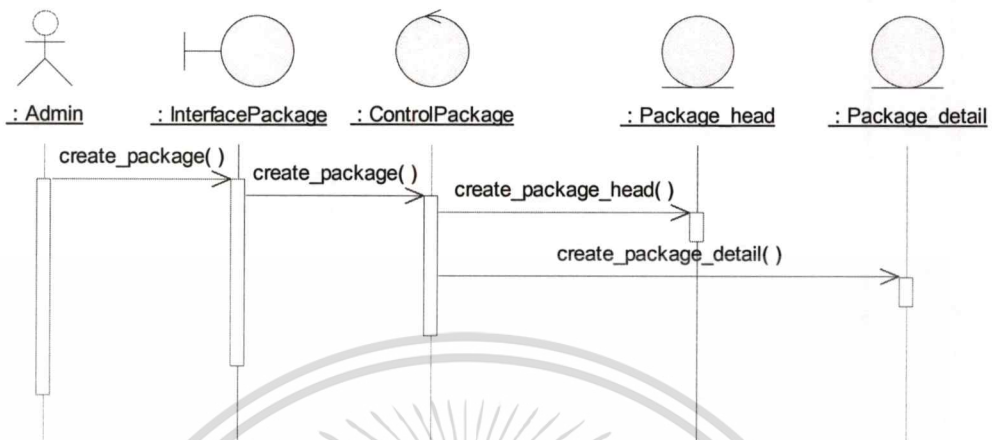 : Admin
: InterfacePackage
: ControlPackage
: Package_head
: Package_detail
create_package( )
create_package( )
create_package_head( )
create_package_detail( )